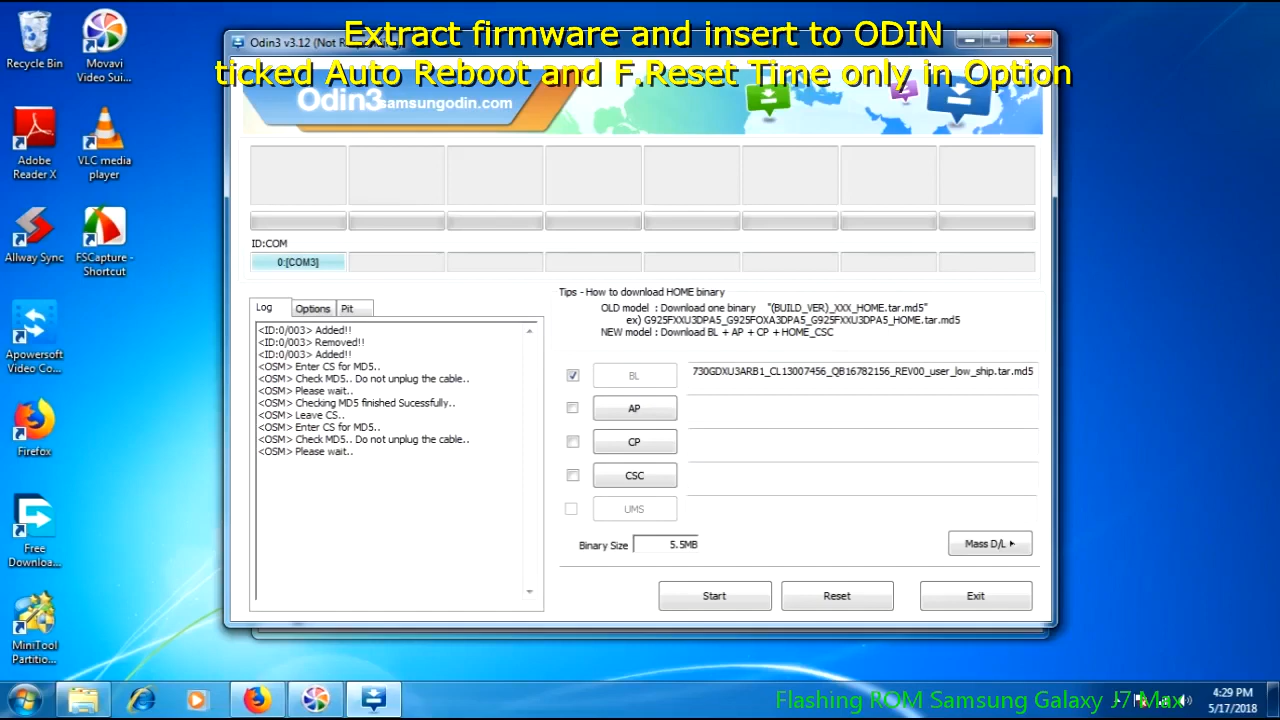 Extract firmware and insert to ODIN
ticked Auto Reboot and F.Reset Time only in Option
Odin3 v3.12 (Not
Odin3
samsungodin.com
Recycle Bin
Movavi
Video Sui...
Adobe
Reader X
VLC media
player
Allway Sync
FSCapture -
Shortcut
Apowersoft
Video Co...
Firefox
Free
Downloa...
MiniTool
Partitio...
ID:COM
0:[COM3]
Log
Options
Pit
<ID:0/003> Added!!
<ID:0/003> Removed!!
<ID:0/003> Added!!
<OSM> Enter CS for MD5..
<OSM> Check MD5.. Do not unplug the cable..
<OSM> Please wait..
<OSM> Checking MD5 finished Sucessfully..
<OSM> Leave CS..
<OSM> Enter CS for MD5..
<OSM> Check MD5.. Do not unplug the cable..
<OSM> Please wait..
Tips - How to download HOME binary
OLD model : Download one binary "(BUILD_VER)_XXX_HOME.tar.md5"
ex) G925FXXU3DPA5_G925FOXA3DPA5_G925FXXU3DPA5_HOME.tar.md5
NEW model : Download BL + AP + CP + HOME_CSC
BL
730GDXU3ARB1_CL13007456_QB16782156_REV00_user_low_ship.tar.md5
AP
CP
CSC
UMS
Binary Size
5.5MB
Mass D/L
Start
Reset
Exit
Flashing ROM Samsung Galaxy J7 Max
4:29 PM
5/17/2018